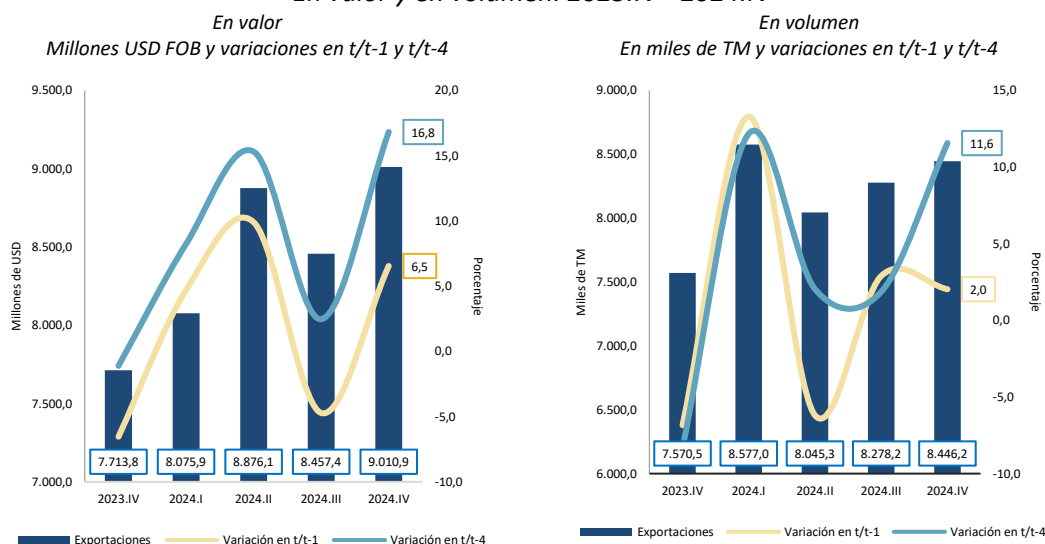 En valor
Millones USD FOB y variaciones en t/t-1 y t/t-4
9.500,0
9.000,0
8.500,0
8.000,0
7.500,0
7.000,0
Millones de USD
20,0
15,0
10,0
5,0
0,0
-5,0
-10,0
Porcentaje
16,8
6,5
7.713,8
8.075,9
8.876,1
8.457,4
9.010,9
2023.IV
2024.I
2024.II
2024.III
2024.IV
Exportaciones
Variación en t/t-1
Variación en t/t-4
En volumen
En miles de TM y variaciones en t/t-1 y t/t-4
9.000,0
8.500,0
8.000,0
7.500,0
7.000,0
6.500,0
6.000,0
Miles de TM
15,0
10,0
5,0
0,0
-5,0
-10,0
Porcentaje
11,6
2,0
7.570,5
8.577,0
8.045,3
8.278,2
8.446,2
2023.IV
2024.I
2024.II
2024.III
2024.IV
Exportaciones
Variación en t/t-1
Variación en t/t-4